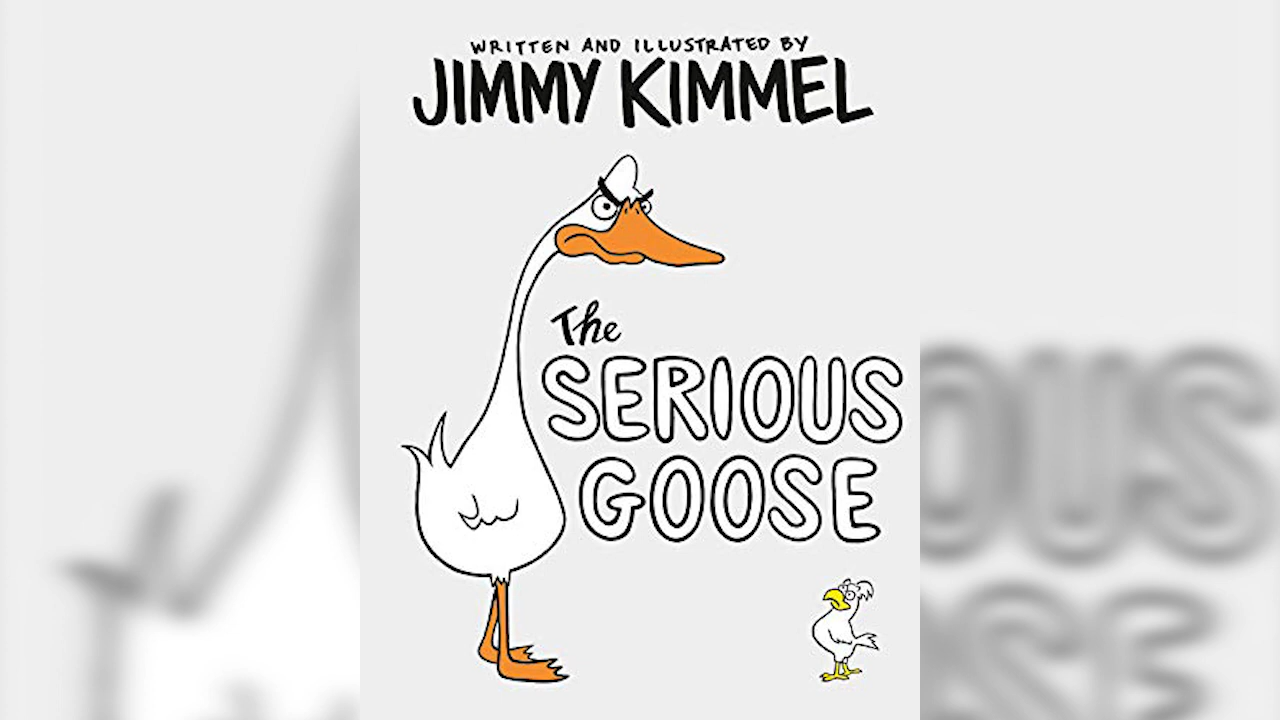 WRITTEN AND ILLUSTRATED BY
JIMMY KIMMEL
The
SERIOUS
GOOSE